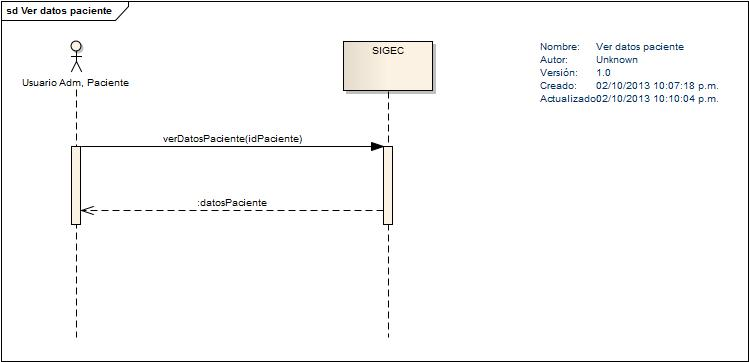 sd Ver datos paciente
SIGEC
Usuario Adm, Paciente
Nombre: Ver datos paciente
Autor: Unknown
Versión: 1.0
Creado: 02/10/2013 10:07:18 p.m.
Actualizado02/10/2013 10:10:04 p.m.
verDatosPaciente(idPaciente)
:datosPaciente